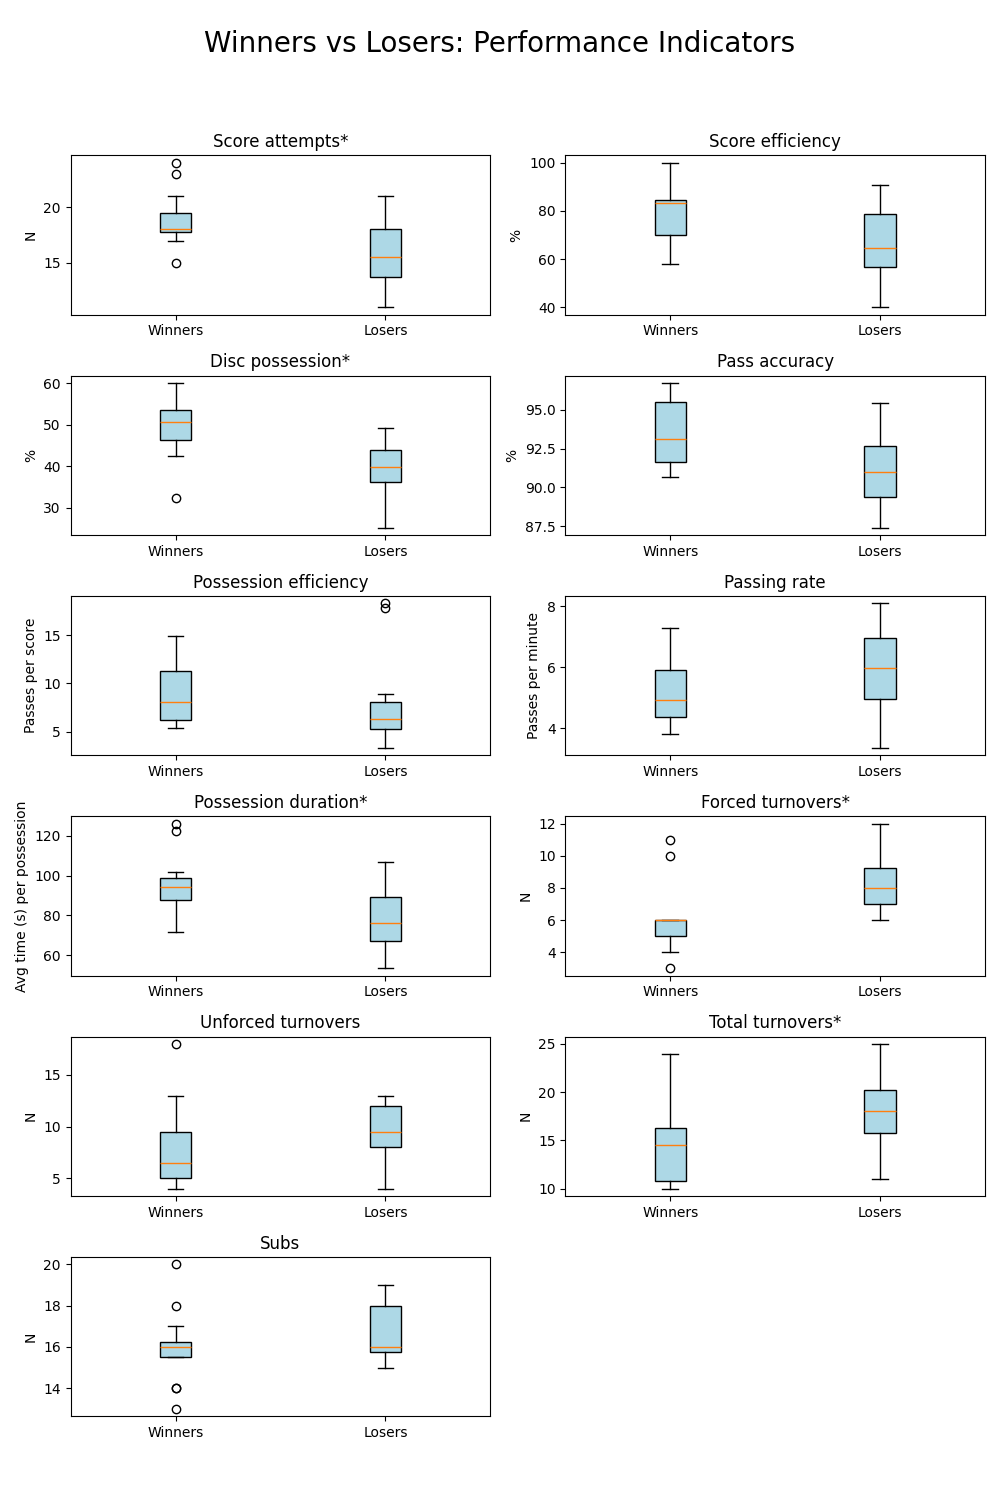 Winners vs Losers: Performance Indicators
Score attempts*
N
20
15
Winners Losers
Score efficiency
%
100
80
60
40
Winners Losers
Disc possession*
%
60
50
40
30
Winners Losers
Pass accuracy
%
95.0
92.5
90.0
87.5
Winners Losers
Possession efficiency
Passes per score
15
10
5
Winners Losers
Passing rate
Passes per minute
8
6
4
Winners Losers
Possession duration*
Avg time (s) per possession
120
100
80
60
Winners Losers
Forced turnovers*
N
12
10
8
6
4
Winners Losers
Unforced turnovers
N
15
10
5
Winners Losers
Total turnovers*
N
25
20
15
10
Winners Losers
Subs
N
20
18
16
14
Winners Losers